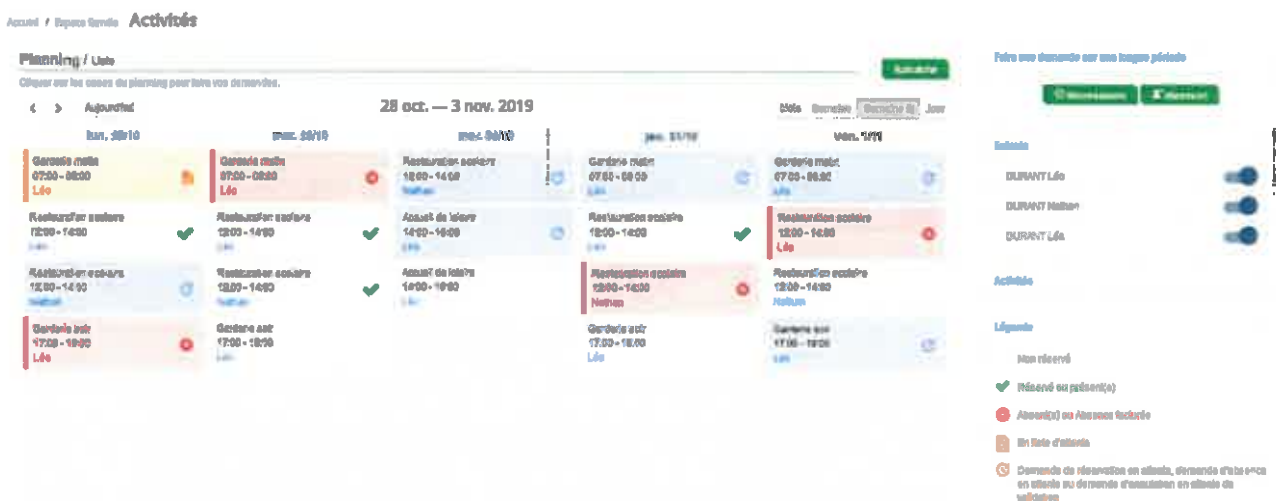 Accueil / Espace famille Activités
Planning / Liste
Cliquer sur les cases du planning pour faire vos demandes.
Aujourd'hui
28 oct. — 3 nov. 2019
Mois Semaine Jour
lun. 28/10
mar. 29/10
mer. 30/10
jeu. 31/10
ven. 1/11
Garderie matin
07:00 - 08:00
Léo
Restauration scolaire
12:00 - 14:00
Léo
Restauration scolaire
12:00 - 14:00
Nathan
Garderie soir
17:00 - 19:00
Léo
Garderie matin
07:00 - 08:00
Léo
Restauration scolaire
12:00 - 14:00
Léo
Restauration scolaire
12:00 - 14:00
Nathan
Garderie soir
17:00 - 19:00
Restauration scolaire
12:00 - 14:00
Nathan
Accueil de loisirs
14:00 - 18:00
Léo
Accueil de loisirs
14:00 - 18:00
Garderie matin
07:00 - 08:00
Léo
Restauration scolaire
12:00 - 14:00
Léo
Restauration scolaire
12:00 - 14:00
Nathan
Garderie soir
17:00 - 19:00
Léo
Garderie matin
07:00 - 08:00
Léo
Restauration scolaire
12:00 - 14:00
Léo
Restauration scolaire
12:00 - 14:00
Nathan
Garderie soir
17:00 - 19:00
Léo
Faire une demande sur une longue période
Enfants
DURANT Léo
DURANT Nathan
DURANT Léa
Activités
Légende
Non réservé
Réservé ou présent(e)
Absent(e) ou Absence facturée
En liste d'attente
Demande de réservation en attente, demande d'absence
en attente ou demande d'annulation en attente de
validation